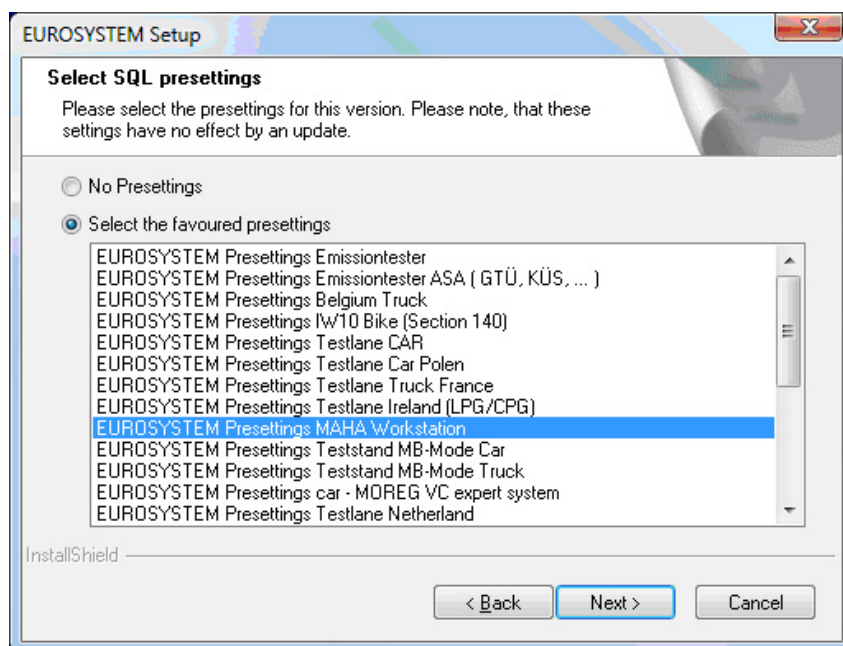 EUROSYSTEM Setup
Select SQL presettings
Please select the presettings for this version. Please note, that these
settings have no effect by an update.
No Presettings
Select the favoured presettings
EUROSYSTEM Presettings Emissiontester
EUROSYSTEM Presettings Emissiontester ASA ( GTÜ, KÜS, ... )
EUROSYSTEM Presettings Belgium Truck
EUROSYSTEM Presettings IW10 Bike (Section 140)
EUROSYSTEM Presettings Testlane CAR
EUROSYSTEM Presettings Testlane Car Polen
EUROSYSTEM Presettings Testlane Truck France
EUROSYSTEM Presettings Testlane Ireland (LPG/CPG)
EUROSYSTEM Presettings MAHA Workstation
EUROSYSTEM Presettings Teststand MB-Mode Car
EUROSYSTEM Presettings Teststand MB-Mode Truck
EUROSYSTEM Presettings car - MOREG VC expert system
EUROSYSTEM Presettings Testlane Netherland
InstallShield
< Back Next > Cancel